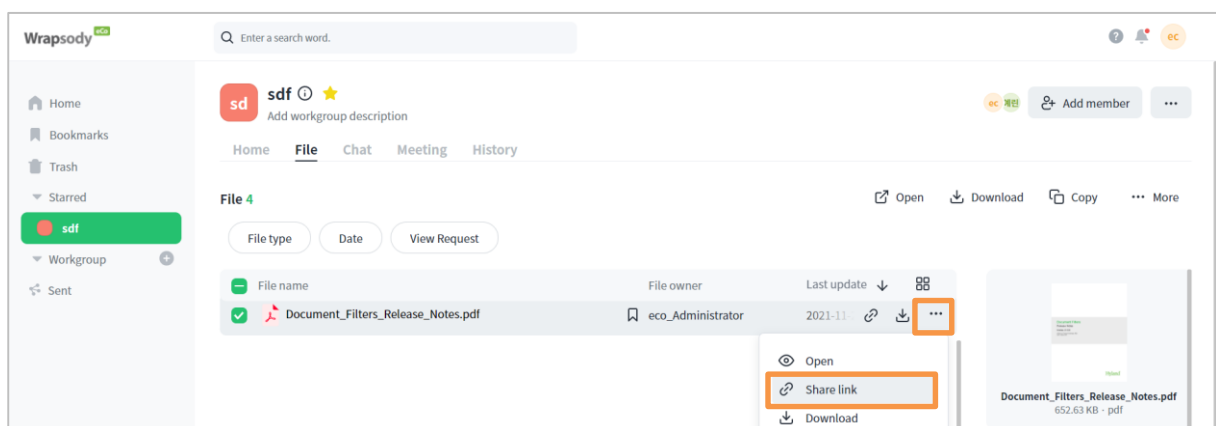 Wrapsody eCo
Enter a search word.
ec
Home
Bookmarks
Trash
Starred
sdf
Workgroup
Sent
sd
sdf
Add workgroup description
ec 계란
Add member
Home File Chat Meeting History
File 4
Open Download Copy More
File type Date View Request
File name File owner Last update
Document_Filters_Release_Notes.pdf eco_Administrator 2021-11
Open
Share link
Download
Document_Filters_Release_Notes.pdf
652.63 KB - pdf